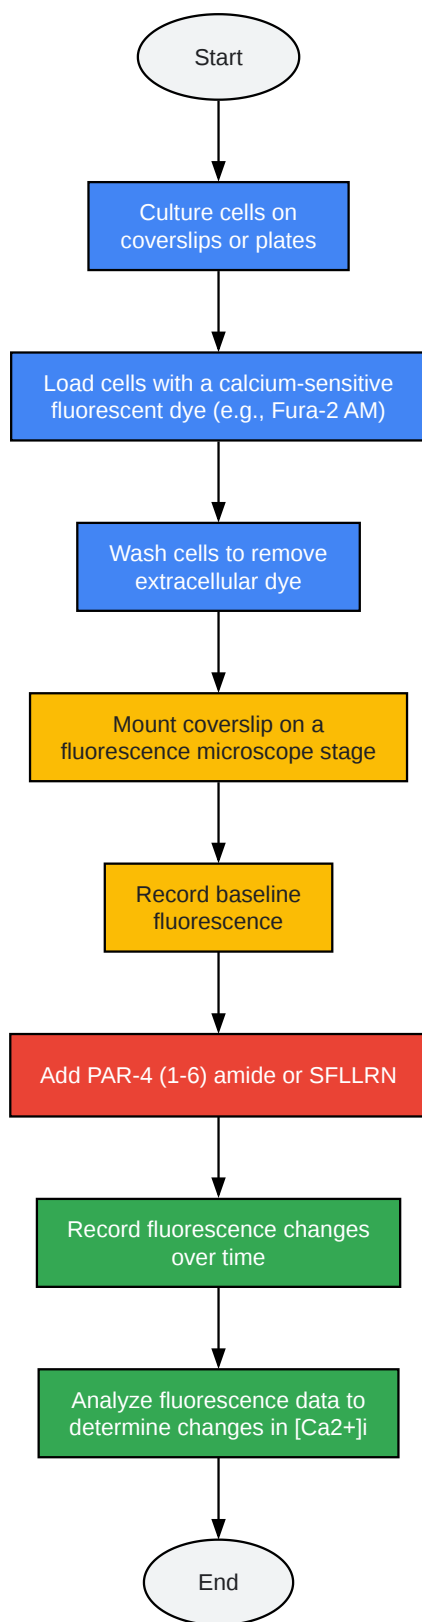 Start
Culture cells on
coverslips or plates
Load cells with a calcium-sensitive
fluorescent dye (e.g., Fura-2 AM)
Wash cells to remove
extracellular dye
Mount coverslip on a
fluorescence microscope stage
Record baseline
fluorescence
Add PAR-4 (1-6) amide or SFLLRN
Record fluorescence changes
over time
Analyze fluorescence data to
determine changes in [Ca2+]i
End